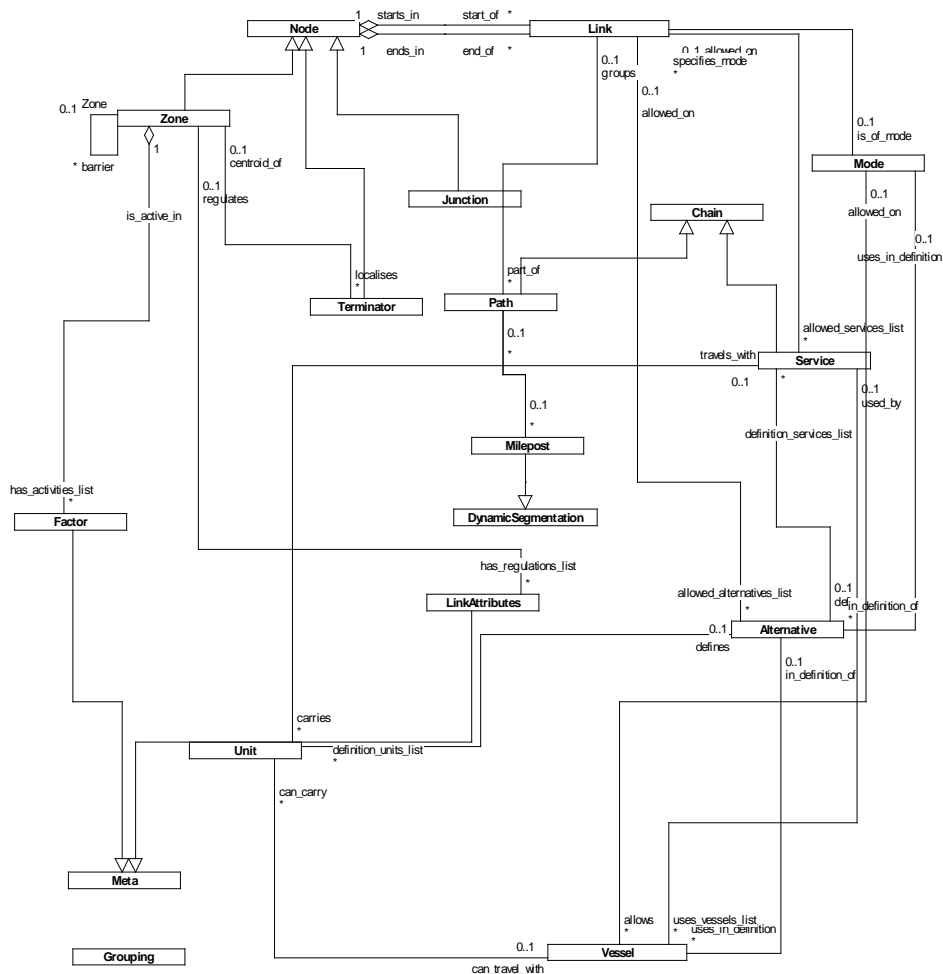 1 starts_in start_of *
Node
Link
1 ends_in end_of *
0..1 allowed_on
0..1 specifies_mode
groups *
0..1
allowed_on
Zone
0..1
Zone
* barrier
1
0..1
centroid_of
0..1
regulates
0..1
is_of_mode
Mode
is_active_in
Junction
Chain
allowed_on
0..1
uses_in_definition
localises
*
Terminator
part_of
*
Path
0..1
*
allowed_services_list
*
travels_with
Service
0..1 *
0..1
used_by
0..1
*
Milepost
definition_services_list
DynamicSegmentation
has_activities_list
*
Factor
has_regulations_list
*
LinkAttributes
allowed_alternatives_list
*
0..1
in_definition_of
*
Alternative
0..1
defines
0..1
in_definition_of
carries
*
Unit
definition_units_list
*
can_carry
*
Meta
Grouping
allows
*
uses_vessels_list
* uses_in_definition
*
0..1
Vessel
can_travel_with